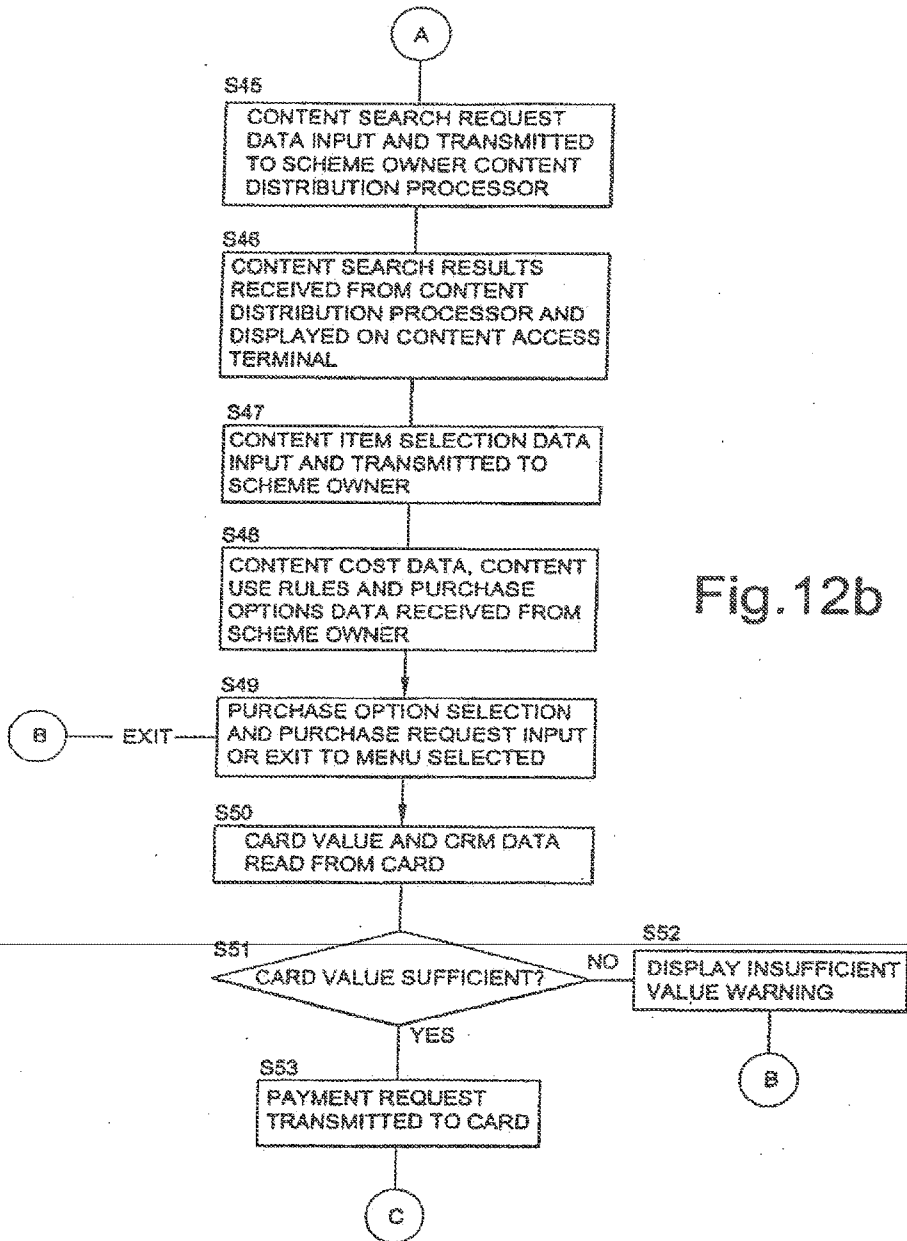 A
S45
CONTENT SEARCH REQUEST
DATA INPUT AND TRANSMITTED
TO SCHEME OWNER CONTENT
DISTRIBUTION PROCESSOR
S46
CONTENT SEARCH RESULTS
RECEIVED FROM CONTENT
DISTRIBUTION PROCESSOR AND
DISPLAYED ON CONTENT ACCESS
TERMINAL
S47
CONTENT ITEM SELECTION DATA
INPUT AND TRANSMITTED TO
SCHEME OWNER
S48
CONTENT COST DATA, CONTENT
USE RULES AND PURCHASE
OPTIONS DATA RECEIVED FROM
SCHEME OWNER
Fig.12b
S49
PURCHASE OPTION SELECTION
AND PURCHASE REQUEST INPUT
OR EXIT TO MENU SELECTED
B
EXIT
S50
CARD VALUE AND CRM DATA
READ FROM CARD
S51
CARD VALUE SUFFICIENT?
NO
S52
DISPLAY INSUFFICIENT
VALUE WARNING
YES
B
S53
PAYMENT REQUEST
TRANSMITTED TO CARD
C